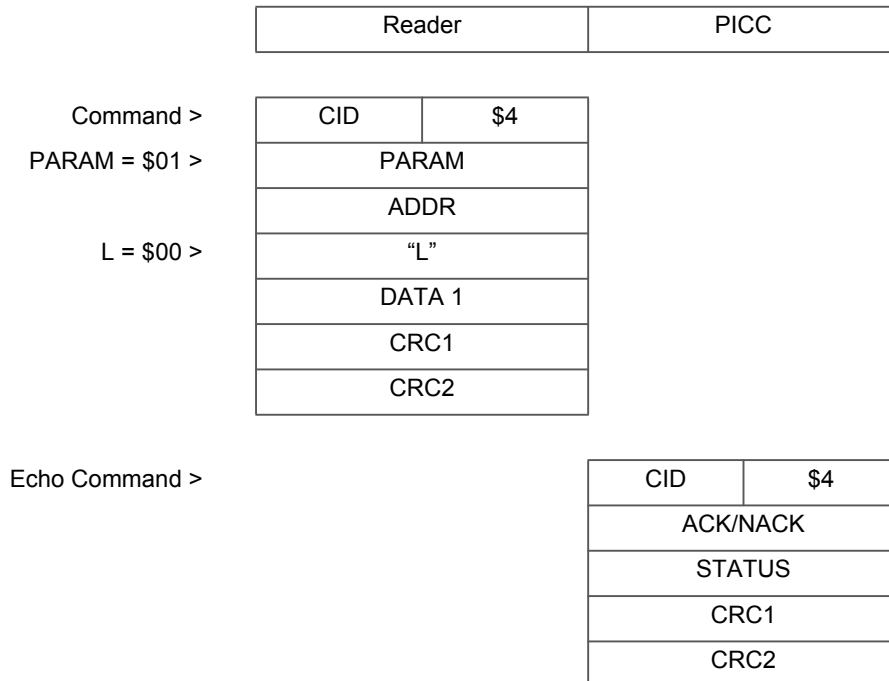 Reader PICC
Command > CID $4
PARAM = $01 > PARAM
ADDR
L = $00 > “L”
DATA 1
CRC1
CRC2
Echo Command > CID $4
ACK/NACK
STATUS
CRC1
CRC2